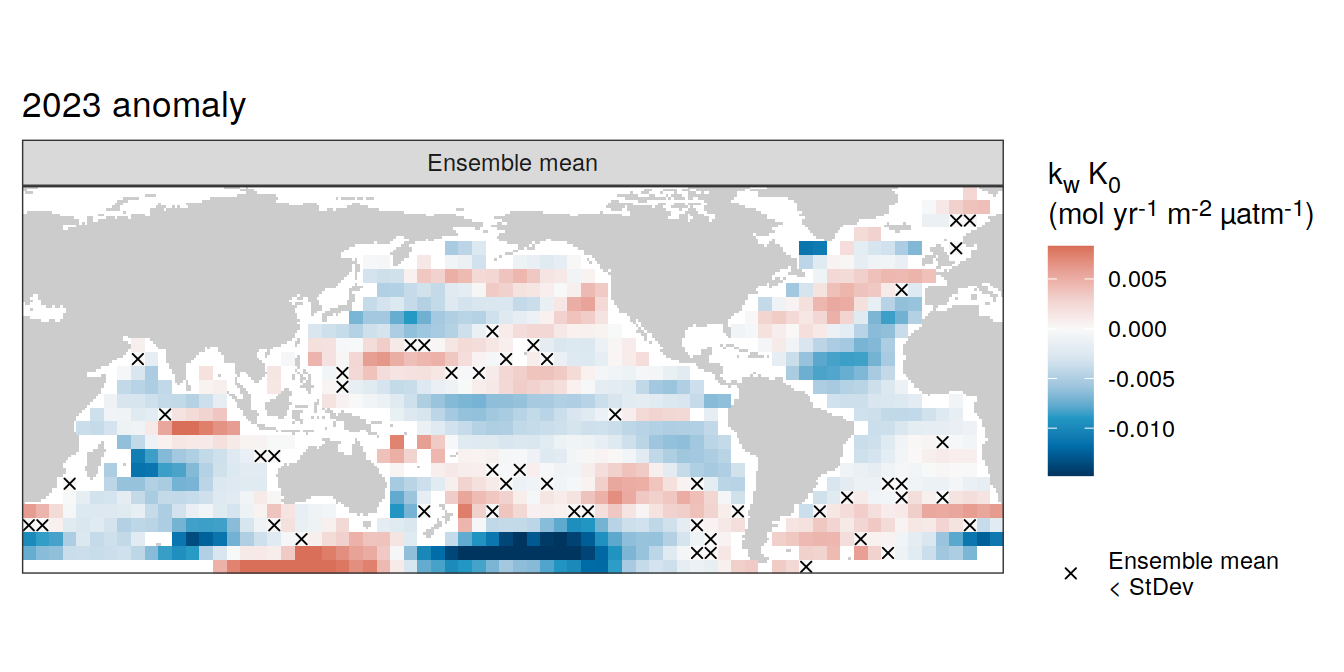 2023 anomaly
Ensemble mean
k_w K_0
(mol yr⁻¹ m⁻² µatm⁻¹)
0.005
0.000
-0.005
-0.010
Ensemble mean
< StDev